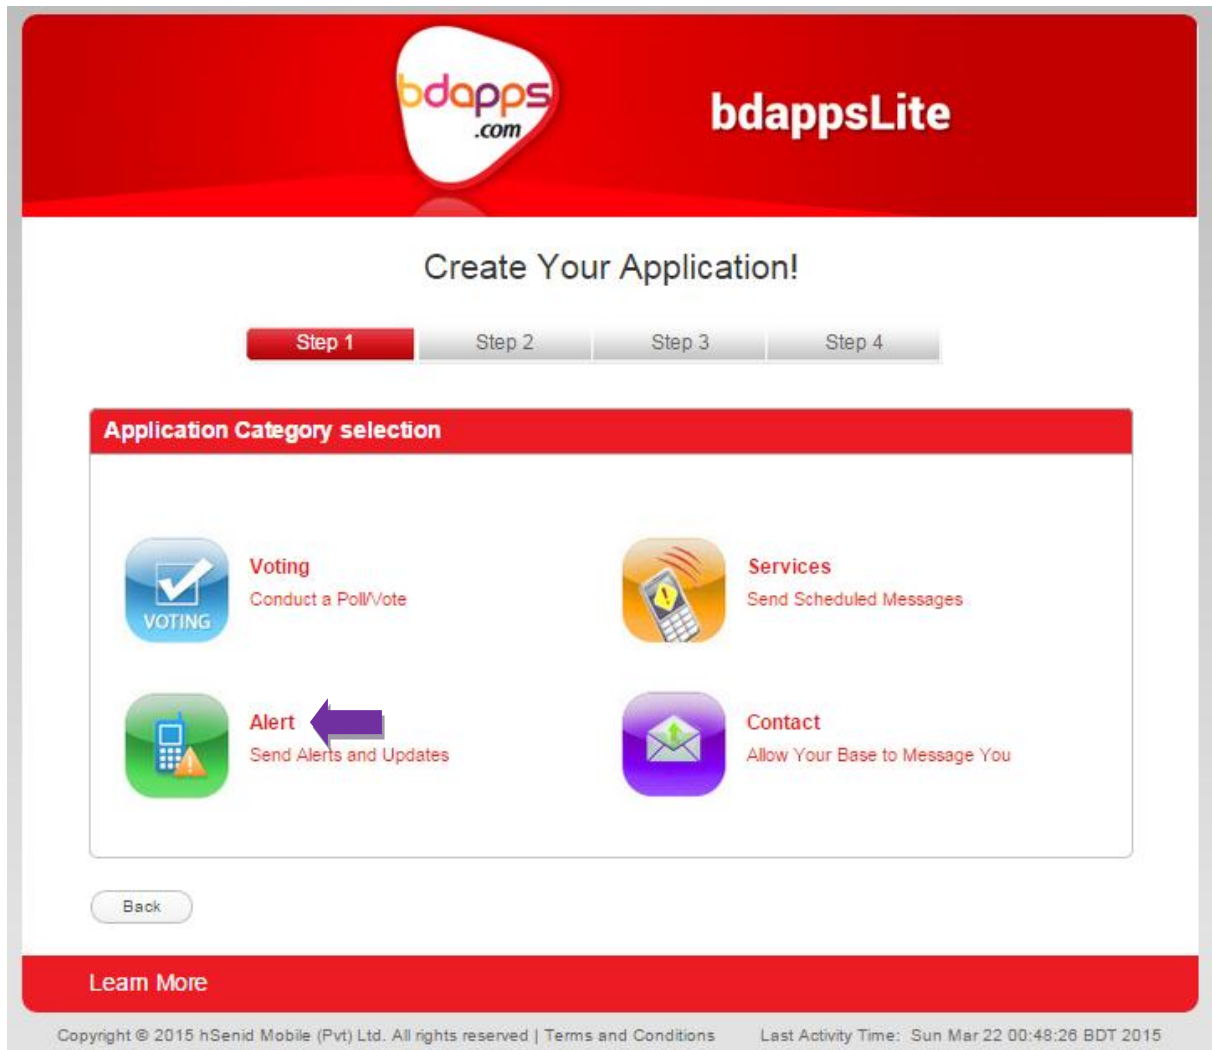 bdapps
.com
bdappsLite
Create Your Application!
Step 1 Step 2 Step 3 Step 4
Application Category selection
Voting
Conduct a Poll/Vote
VOTING
Services
Send Scheduled Messages
Alert
Send Alerts and Updates
Contact
Allow Your Base to Message You
Back
Learn More
Copyright © 2015 hSenid Mobile (Pvt) Ltd. All rights reserved | Terms and Conditions Last Activity Time: Sun Mar 22 00:48:26 BDT 2015